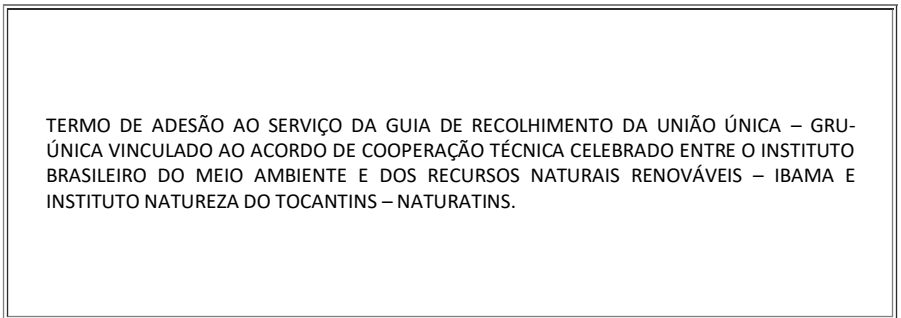 TERMO DE ADESÃO AO SERVIÇO DA GUIA DE RECOLHIMENTO DA UNIÃO ÚNICA – GRU-
ÚNICA VINCULADO AO ACORDO DE COOPERAÇÃO TÉCNICA CELEBRADO ENTRE O INSTITUTO
BRASILEIRO DO MEIO AMBIENTE E DOS RECURSOS NATURAIS RENOVÁVEIS – IBAMA E
INSTITUTO NATUREZA DO TOCANTINS – NATURATINS.